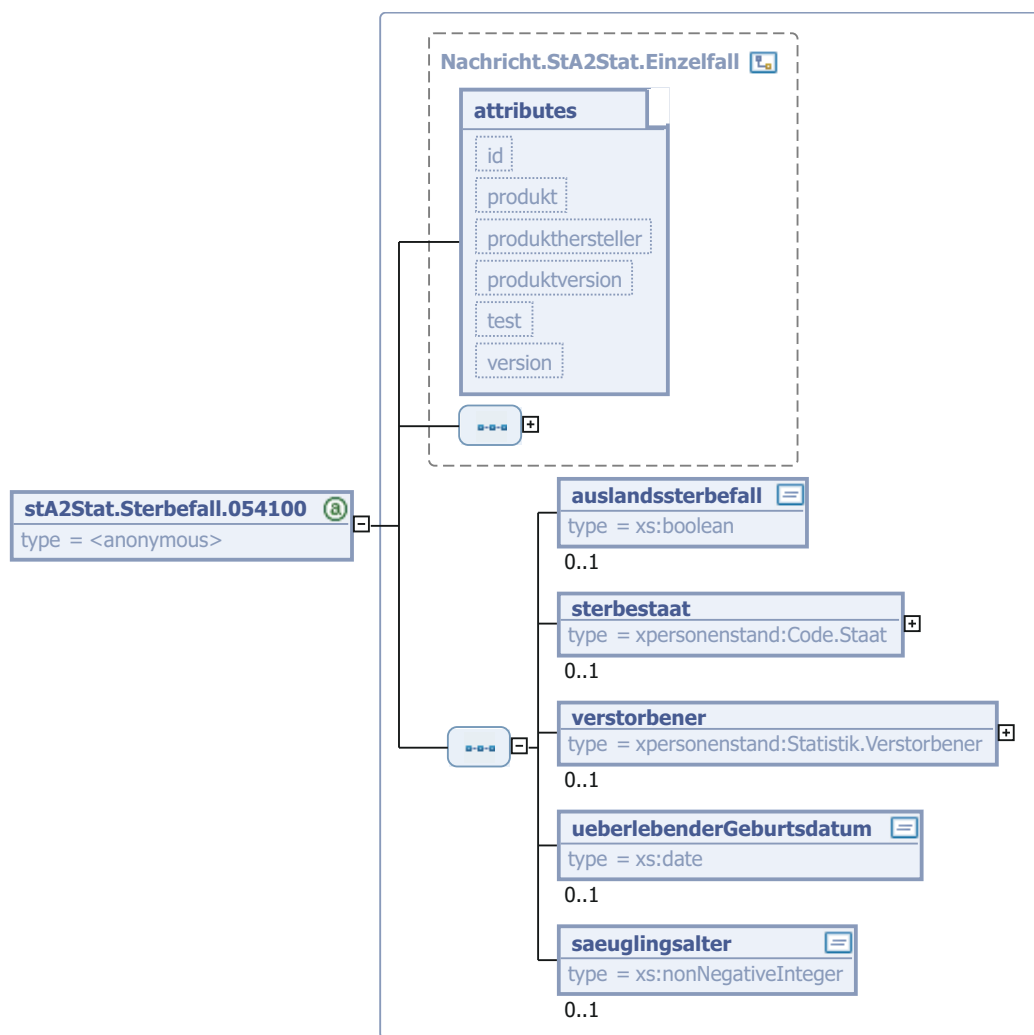 Nachricht.StA2Stat.Einzelfall
attributes
id
produkt
produkthersteller
produktversion
test
version
stA2Stat.Sterbefall.054100
type = <anonymous>
auslandssterbefall
type = xs:boolean
0..1
sterbestaat
type = xpersonenstand:Code.Staat
0..1
verstorbener
type = xpersonenstand:Statistik.Verstorbener
0..1
ueberlebenderGeburtsdatum
type = xs:date
0..1
saeuglingsalter
type = xs:nonNegativeInteger
0..1